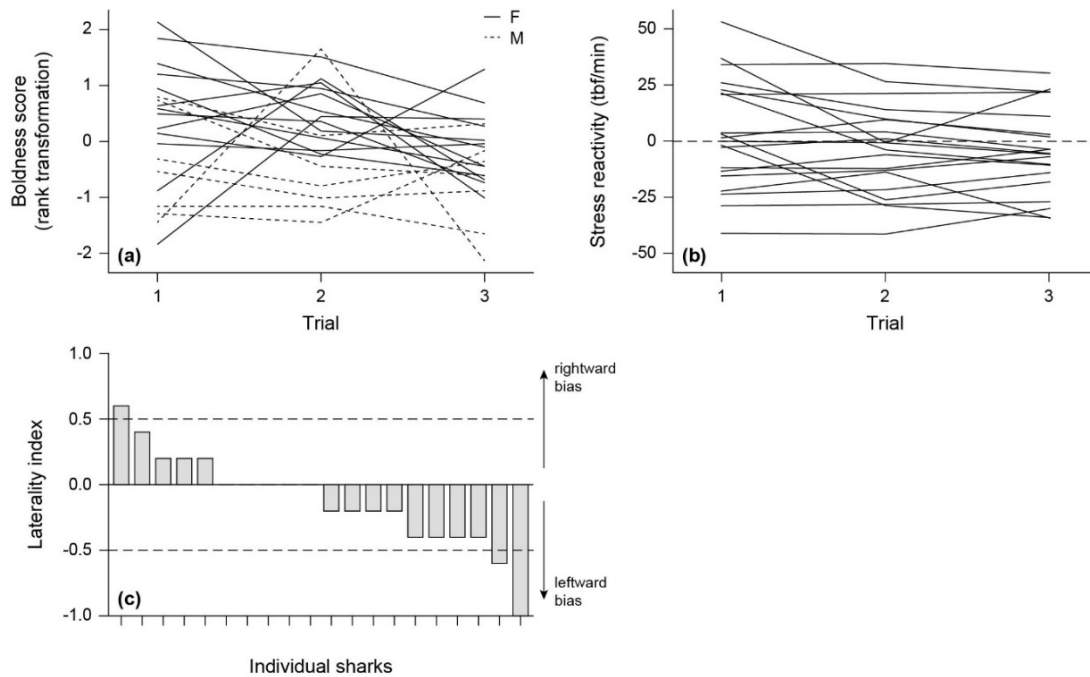 2
1
0
-1
-2
Boldness score
(rank transformation)
F
M
(a)
1
2
3
Trial
50
25
0
-25
-50
Stress reactivity (tbf/min)
(b)
1
2
3
Trial
1.0
0.5
0.0
-0.5
-1.0
Laterality index
rightward
bias
leftward
bias
(c)
Individual sharks